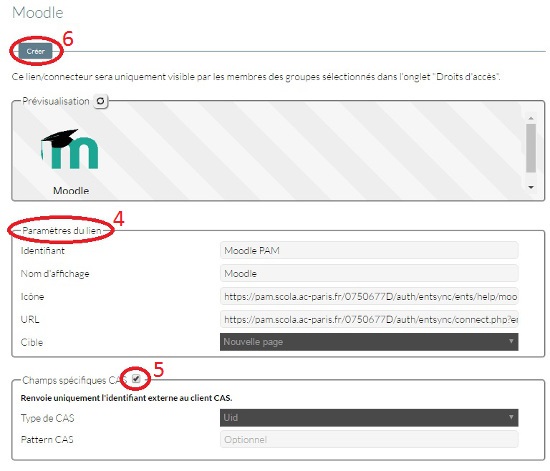 Moodle
6
Créer
Ce lien/connecteur sera uniquement visible par les membres des groupes sélectionnés dans l'onglet "Droits d'accès".
Prévisualisation
m
Moodle
Paramètres du lien 4
Identifiant Moodle PAM
Nom d'affichage Moodle
Icône https://pam.scola.ac-paris.fr/0750677D/auth/entsync/ents/help/moo
URL https://pam.scola.ac-paris.fr/0750677D/auth/entsync/connect.php?e
Cible Nouvelle page
Champs spécifiques CAS 5
Renvoie uniquement l'identifiant externe au client CAS.
Type de CAS Uid
Pattern CAS Optionnel